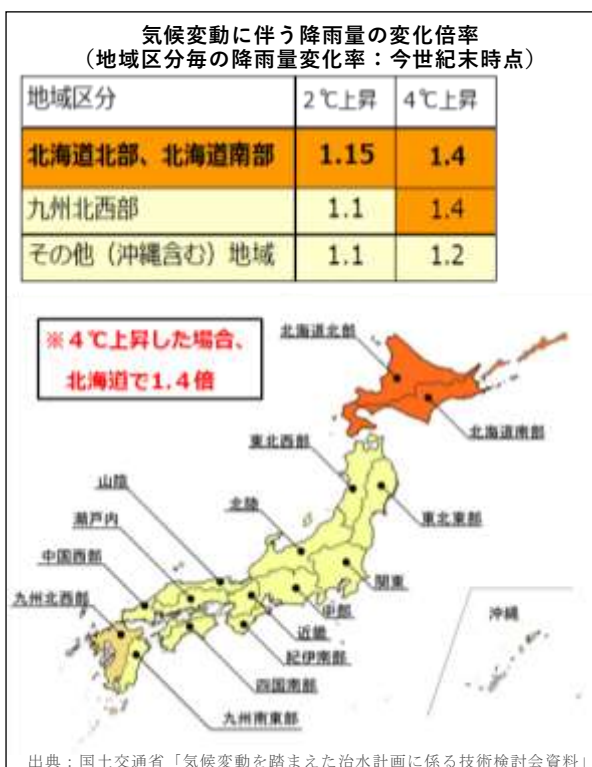 気候変動に伴う降雨量の変化倍率
（地域区分毎の降雨量変化率：今世紀末時点）
地域区分 2℃上昇 4℃上昇
北海道北部、北海道南部 1.15 1.4
九州北西部 1.1 1.4
その他（沖縄含む）地域 1.1 1.2
※４℃上昇した場合、
北海道で1.4倍
北海道北部
北海道南部
東北西部
山陰
北陸
東北東部
瀬戸内
中国西部
関東
九州北西部
中部
沖縄
近畿
紀伊南部
四国南部
九州南東部
出典：国土交通省「気候変動を踏まえた治水計画に係る技術検討会資料」